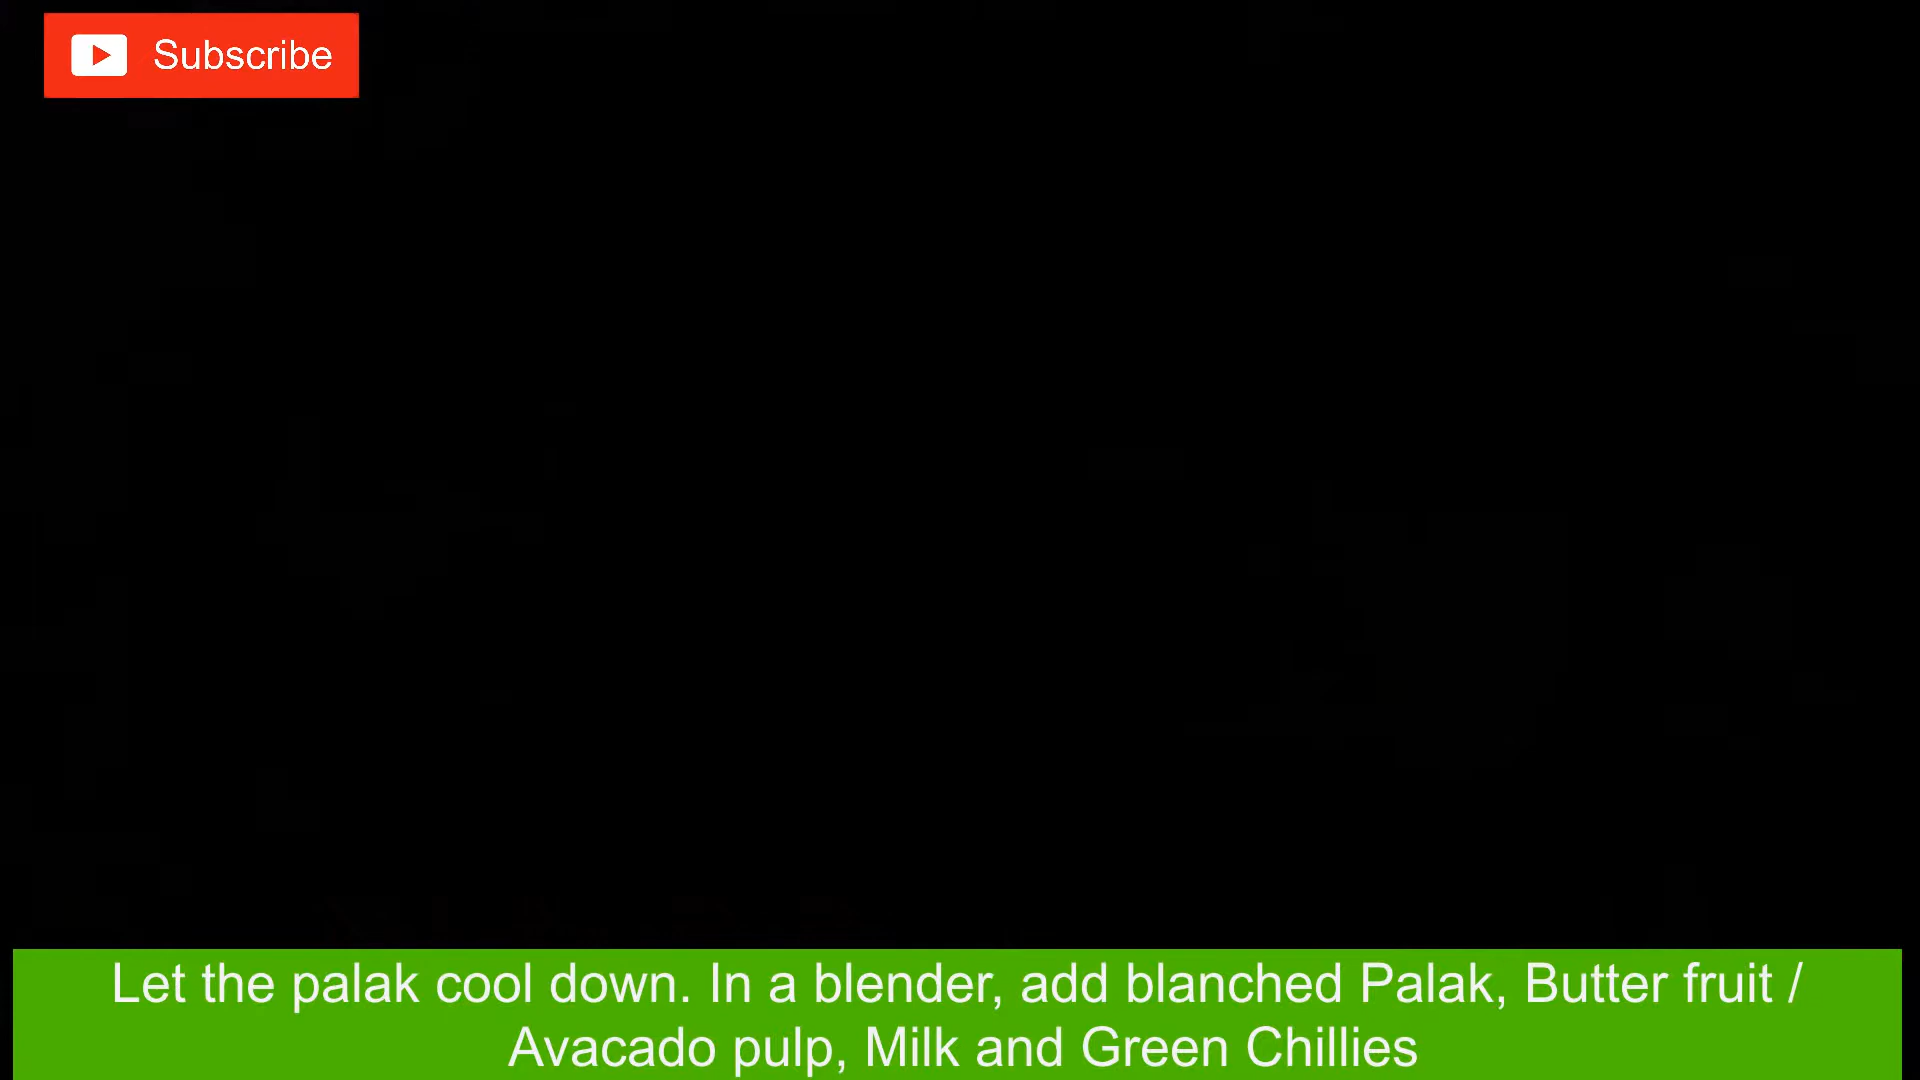 Subscribe
Let the palak cool down. In a blender, add blanched Palak, Butter fruit /
Avacado pulp, Milk and Green Chillies